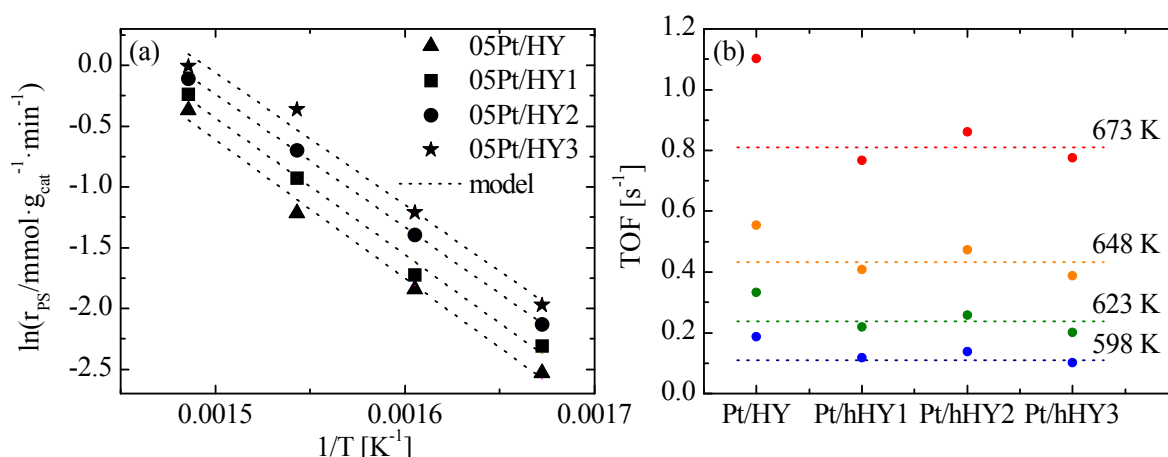 (a)
05Pt/HY
05Pt/HY1
05Pt/HY2
05Pt/HY3
model
0.0
-0.5
-1.0
-1.5
-2.0
-2.5
ln(r_PS/mmol·g_cat^-1·min^-1)
0.0015
0.0016
0.0017
1/T [K^-1]
(b)
1.2
1.0
0.8
0.6
0.4
0.2
0.0
TOF [s^-1]
673 K
648 K
623 K
598 K
Pt/HY
Pt/hHY1
Pt/hHY2
Pt/hHY3